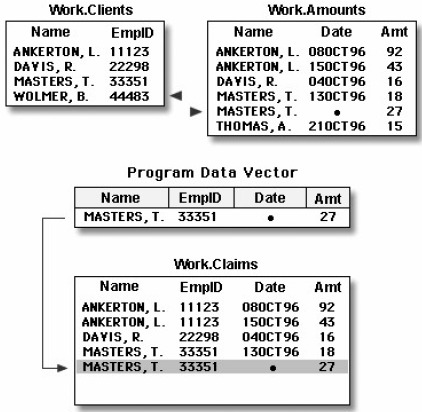 Work.Clients
Name EmpID
ANKERTON, L. 11123
DAVIS, R. 22298
MASTERS, T. 33351
WOLMER, B. 44483
Work.Amounts
Name Date Amt
ANKERTON, L. 08OCT96 92
ANKERTON, L. 15OCT96 43
DAVIS, R. 04OCT96 16
MASTERS, T. 13OCT96 18
MASTERS, T. • 27
THOMAS, A. 21OCT96 15
Program Data Vector
Name EmpID Date Amt
MASTERS, T. 33351 • 27
Work.Claims
Name EmpID Date Amt
ANKERTON, L. 11123 08OCT96 92
ANKERTON, L. 11123 15OCT96 43
DAVIS, R. 22298 04OCT96 16
MASTERS, T. 33351 13OCT96 18
MASTERS, T. 33351 • 27